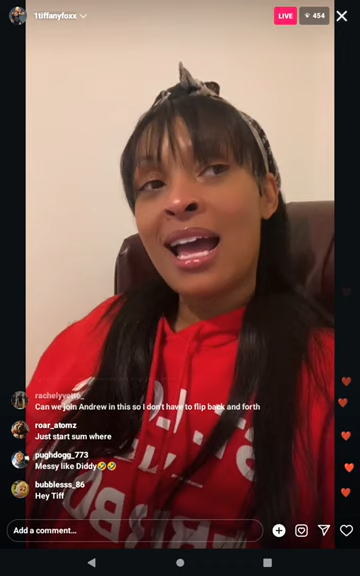 1tiffanyfoxx
LIVE
454
rachelyvett6_
Can we join Andrew in this so I don't have to flip back and forth
roar_atomz
Just start sum where
pughdogg_773
Messy like Diddy🤣🤣
bubblesss_86
Hey Tiff
Add a comment...